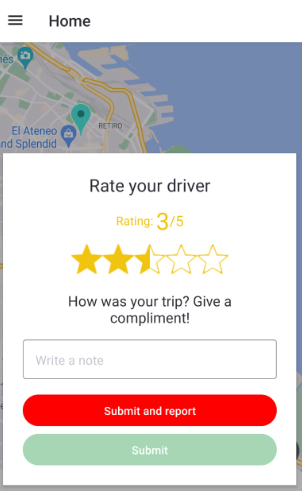 Home
nes
El Ateneo
nd Splendid
RETIRO
Rate your driver
Rating: 3/5
How was your trip? Give a
compliment!
Write a note
Submit and report
Submit